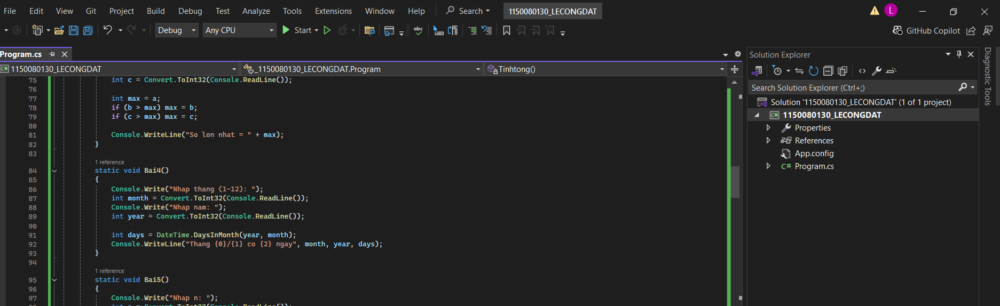 File Edit View Git Project Build Debug Test Analyze Tools Extensions Window Help Search 1150080130_LECONGDAT L
Debug Any CPU Start abc GitHub Copilot
Program.cs
Solution Explorer
Diagnostic Tools
C# 1150080130_LECONGDAT _1150080130_LECONGDAT.Program Tinhtong()
Search Solution Explorer (Ctrl+;)
Solution '1150080130_LECONGDAT' (1 of 1 project)
C# 1150080130_LECONGDAT
Properties
References
App.config
C# Program.cs
75 int c = Convert.ToInt32(Console.ReadLine());
76
77 int max = a;
78 if (b > max) max = b;
79 if (c > max) max = c;
80
81 Console.WriteLine("So lon nhat = " + max);
82 }
83
1 reference
84 static void Bai4()
85 {
86 Console.Write("Nhap thang (1-12): ");
87 int month = Convert.ToInt32(Console.ReadLine());
88 Console.Write("Nhap nam: ");
89 int year = Convert.ToInt32(Console.ReadLine());
90
91 int days = DateTime.DaysInMonth(year, month);
92 Console.WriteLine("Thang {0}/{1} co {2} ngay", month, year, days);
93 }
94
1 reference
95 static void Bai5()
96 {
97 Console.Write("Nhap n: ");